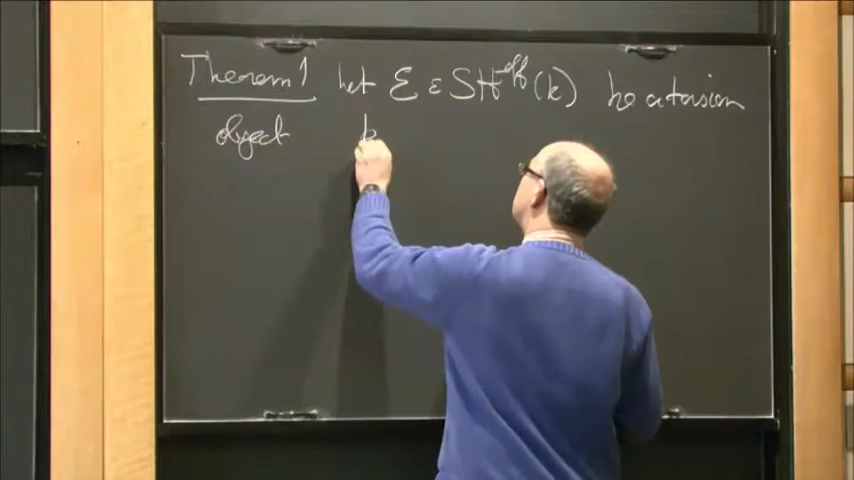 Theorem 1 Let ℰ ε SH^eff(k) be a torsion
object k